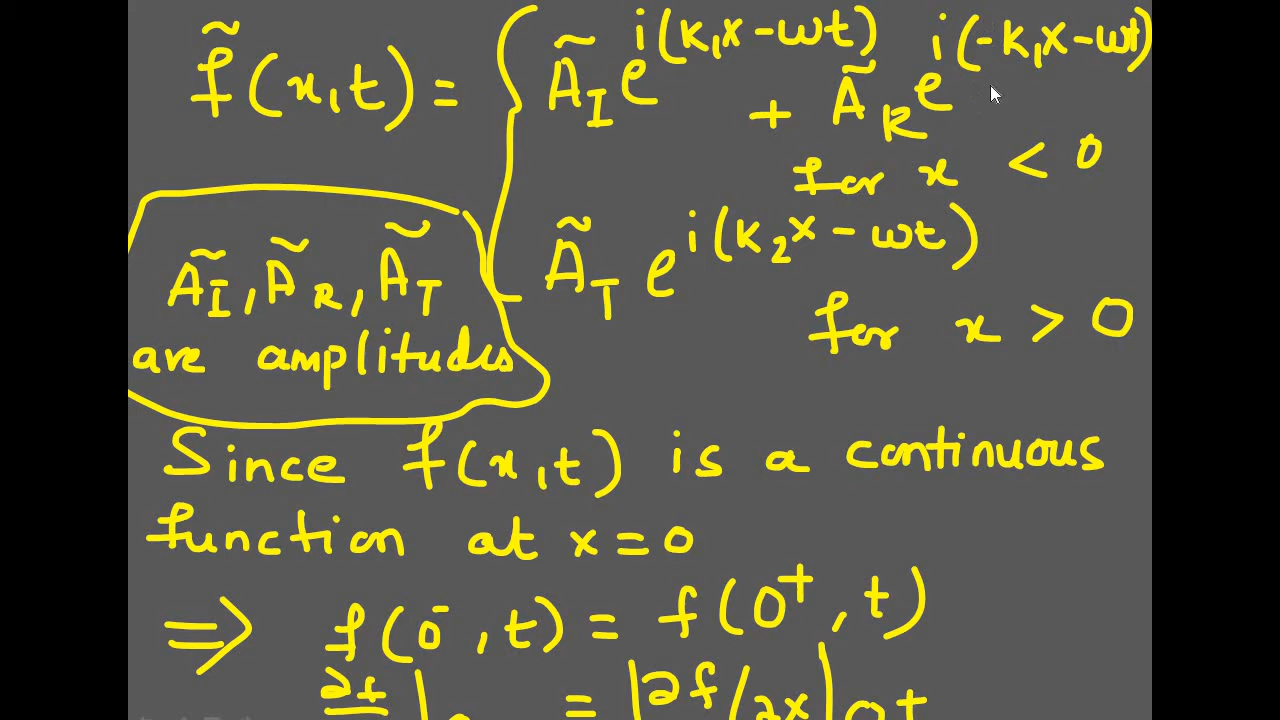 f̃(x,t) = { Ã_I e^{i(k₁x-ωt)} + Ã_R e^{i(-k₁x-ωt)}
for x < 0
Ã_T e^{i(k₂x-ωt)}
for x > 0
Ã_I, Ã_R, Ã_T
are amplitudes
Since f(x,t) is a continuous
function at x=0
⇒ f(0⁻,t) = f(0⁺,t)
∂f = |∂f/∂x| 0+